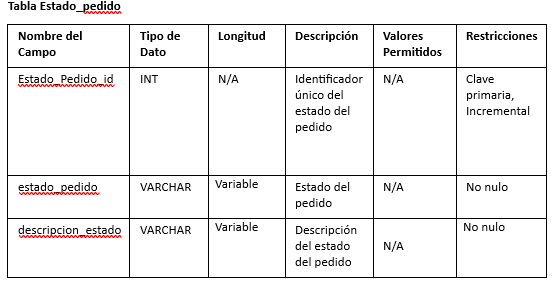 Tabla Estado_pedido
Nombre del Campo | Tipo de Dato | Longitud | Descripción | Valores Permitidos | Restricciones
Estado_Pedido_id | INT | N/A | Identificador único del estado del pedido | N/A | Clave primaria, Incremental
estado_pedido | VARCHAR | Variable | Estado del pedido | N/A | No nulo
descripcion_estado | VARCHAR | Variable | Descripción del estado del pedido | N/A | No nulo